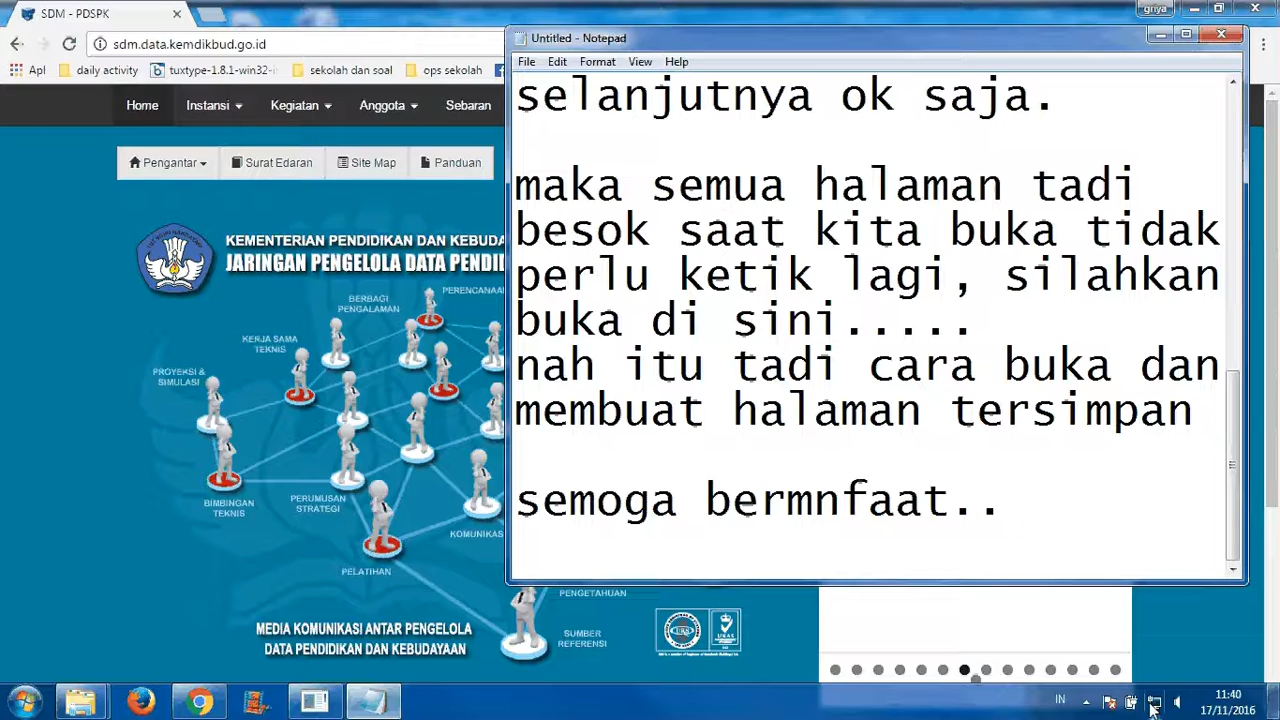 SDM - PDSPK
griya
sdm.data.kemdikbud.go.id
Apl daily activity tuxtype-1.8.1-win32-i sekolah dan soal ops sekolah
Home Instansi Kegiatan Anggota Sebaran
Pengantar Surat Edaran Site Map Panduan
KEMENTERIAN PENDIDIKAN DAN KEBUDA
JARINGAN PENGELOLA DATA PENDI
PERENCANAA
BERBAGI
PENGALAMAN
KERJA SAMA
TEKNIS
PROYEKSI &
SIMULASI
BIMBINGAN
TEKNIS
PERUMUSAN
STRATEGI
KOMUNIKAS
PELATIHAN
PENGETAHUAN
SUMBER
REFERENSI
MEDIA KOMUNIKASI ANTAR PENGELOLA
DATA PENDIDIKAN DAN KEBUDAYAAN
UKAS
Untitled - Notepad
File Edit Format View Help
selanjutnya ok saja.
maka semua halaman tadi
besok saat kita buka tidak
perlu ketik lagi, silahkan
buka di sini.....
nah itu tadi cara buka dan
membuat halaman tersimpan
semoga bermnfaat..
IN
11:40
17/11/2016